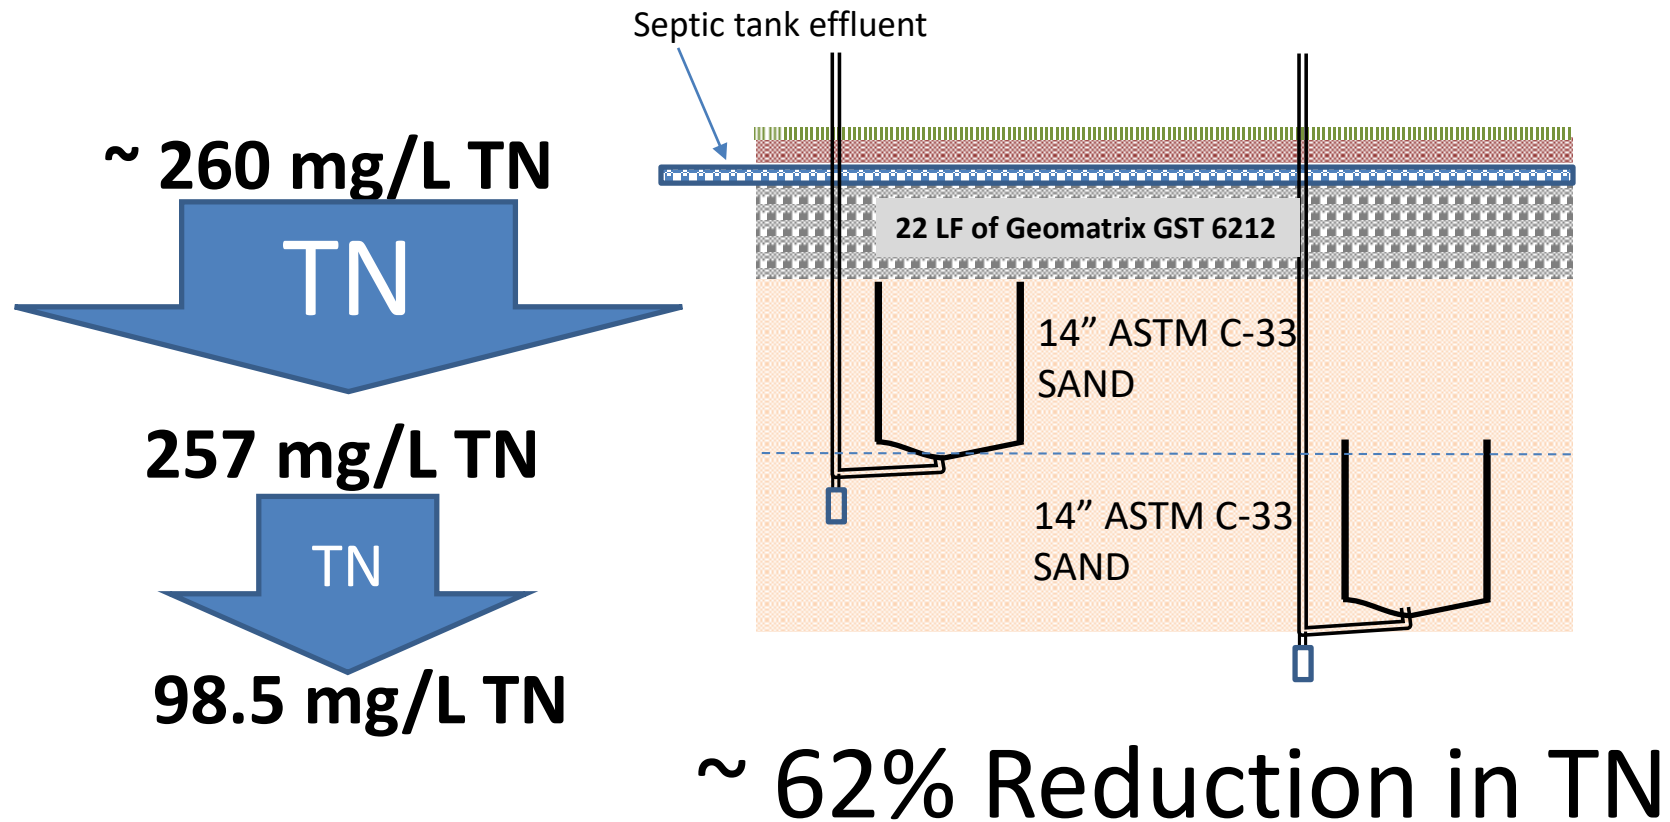 Septic tank effluent
~ 260 mg/L TN
TN
22 LF of Geomatrix GST 6212
14” ASTM C-33
SAND
257 mg/L TN
14” ASTM C-33
SAND
TN
98.5 mg/L TN
~ 62% Reduction in TN